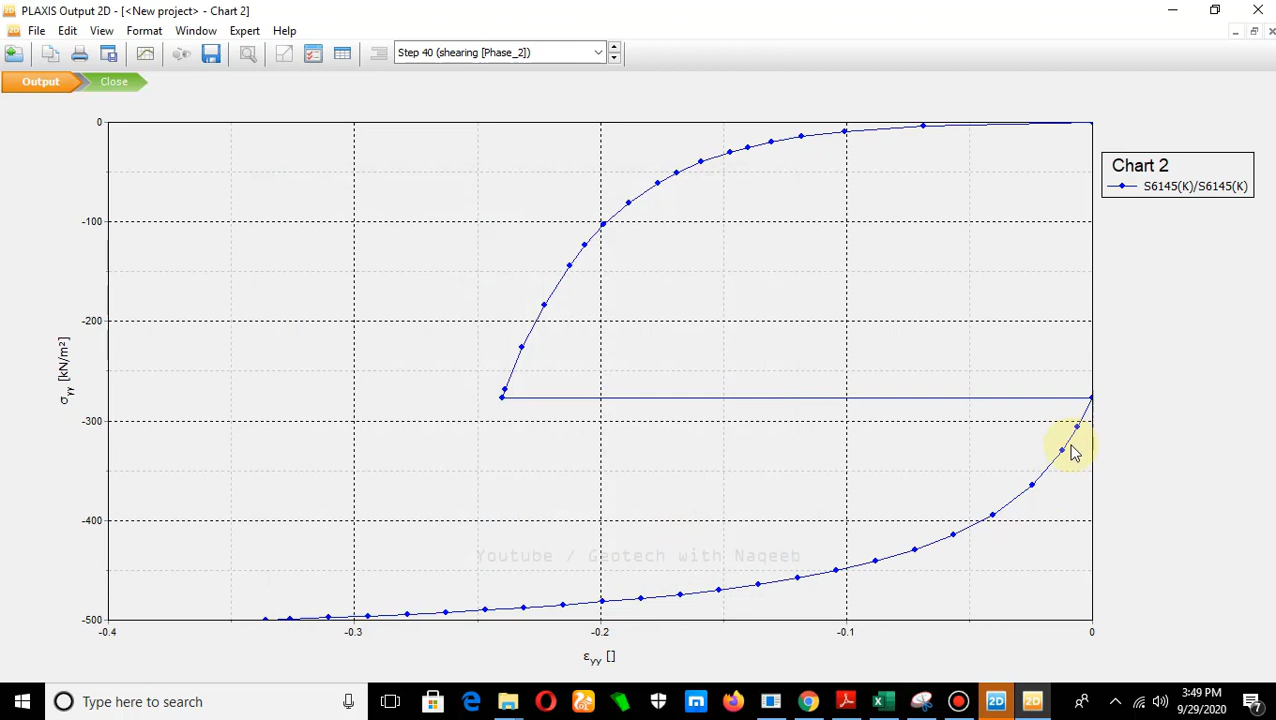 PLAXIS Output 2D - [<New project> - Chart 2]
File Edit View Format Window Expert Help
Step 40 (shearing [Phase_2])
Output Close
0
-100
-200
-300
-400
-500
σyy [kN/m²]
Chart 2
S6145(K)/S6145(K)
Youtube / Geotech with Naqeeb
-0.4 -0.3 -0.2 -0.1 0
εyy []
Type here to search
3:49 PM
9/29/2020
7